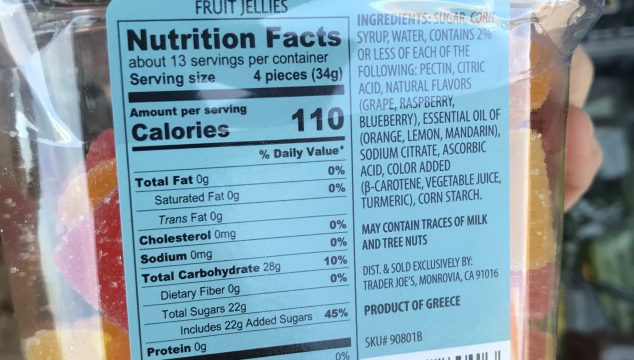 FRUIT JELLIES
Nutrition Facts
about 13 servings per container
Serving size 4 pieces (34g)
Amount per serving
Calories 110
% Daily Value*
Total Fat 0g 0%
Saturated Fat 0g 0%
Trans Fat 0g
Cholesterol 0mg 0%
Sodium 0mg 0%
Total Carbohydrate 28g 10%
Dietary Fiber 0g 0%
Total Sugars 22g
Includes 22g Added Sugars 45%
Protein 0g
0%
INGREDIENTS: SUGAR, CORN
SYRUP, WATER, CONTAINS 2%
OR LESS OF EACH OF THE
FOLLOWING: PECTIN, CITRIC
ACID, NATURAL FLAVORS
(GRAPE, RASPBERRY,
BLUEBERRY), ESSENTIAL OIL OF
(ORANGE, LEMON, MANDARIN),
SODIUM CITRATE, ASCORBIC
ACID, COLOR ADDED
(β-CAROTENE, VEGETABLE JUICE,
TURMERIC), CORN STARCH.
MAY CONTAIN TRACES OF MILK
AND TREE NUTS
DIST. & SOLD EXCLUSIVELY BY:
TRADER JOE'S, MONROVIA, CA 91016
PRODUCT OF GREECE
SKU# 90801B